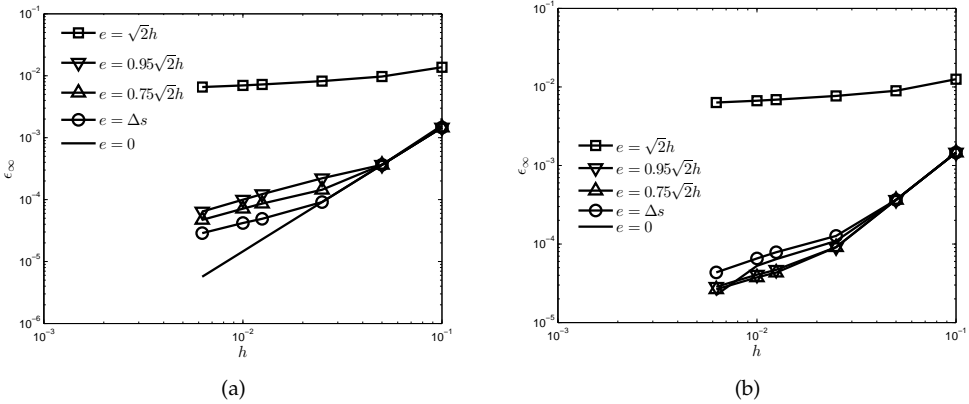 10⁻¹
10⁻²
10⁻³
10⁻⁴
10⁻⁵
10⁻⁶
ϵ∞
e = √2h
e = 0.95√2h
e = 0.75√2h
e = Δs
e = 0
10⁻³
10⁻²
10⁻¹
h
(a)
10⁻¹
10⁻²
10⁻³
10⁻⁴
10⁻⁵
ϵ∞
e = √2h
e = 0.95√2h
e = 0.75√2h
e = Δs
e = 0
10⁻³
10⁻²
10⁻¹
h
(b)